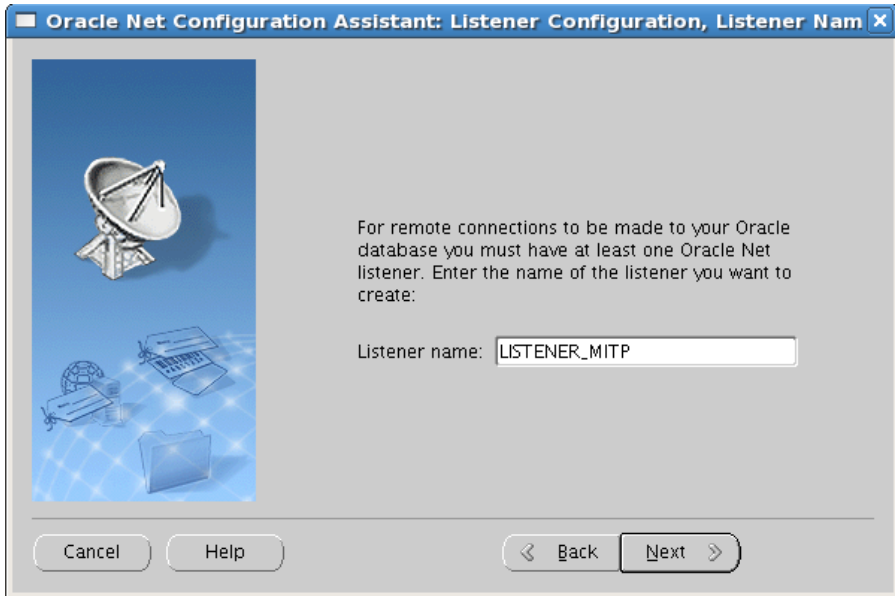 Oracle Net Configuration Assistant: Listener Configuration, Listener Nam
For remote connections to be made to your Oracle
database you must have at least one Oracle Net
listener. Enter the name of the listener you want to
create:
Listener name: LISTENER_MITP
Cancel Help Back Next